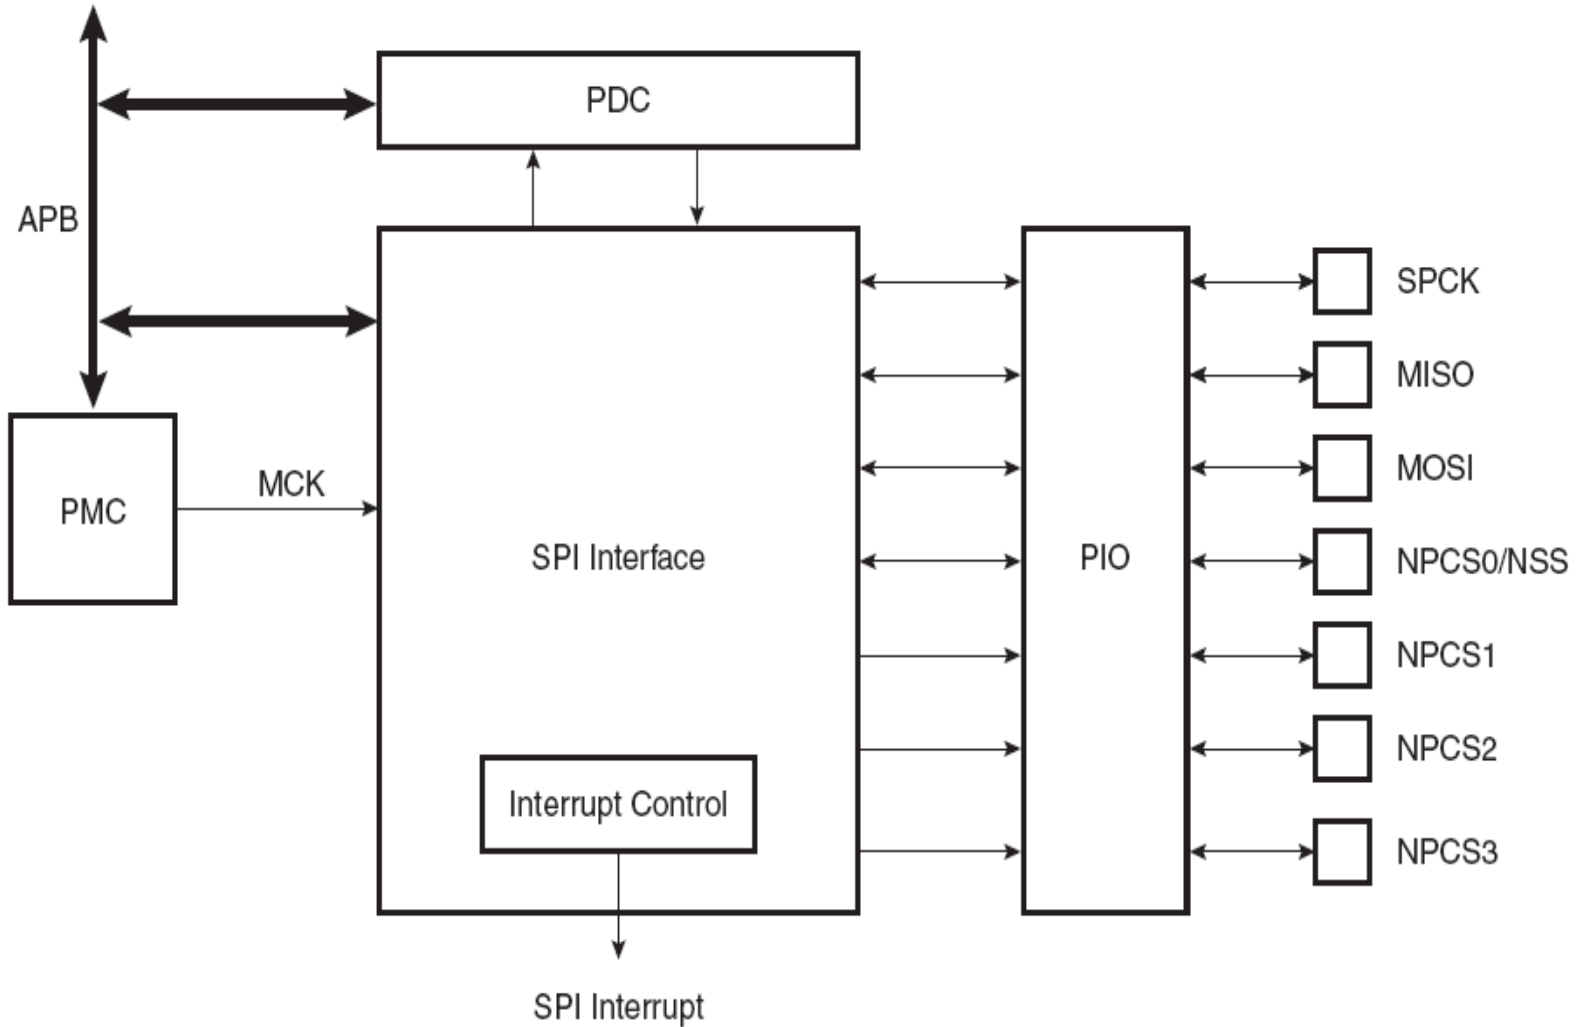 PDC
APB
SPCK
MISO
MOSI
MCK
PMC
SPI Interface
PIO
NPCS0/NSS
NPCS1
NPCS2
Interrupt Control
NPCS3
SPI Interrupt